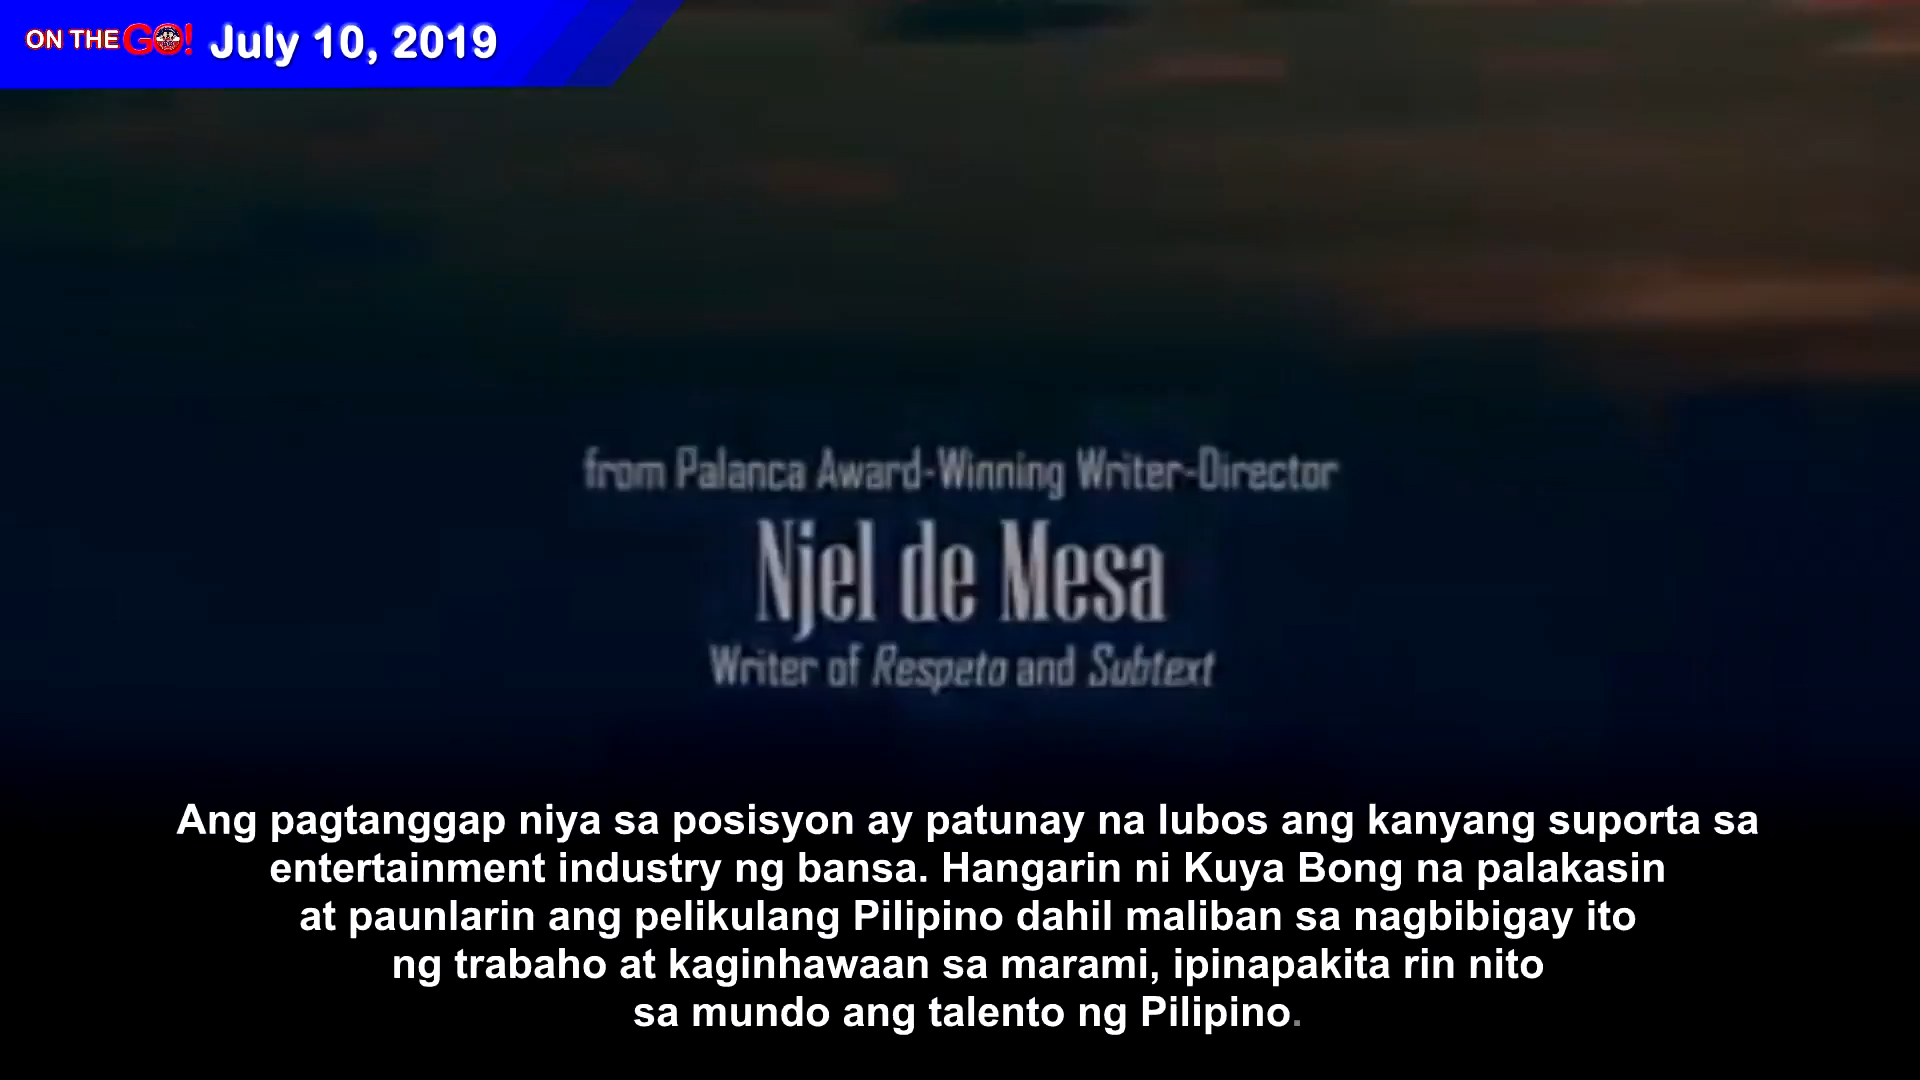 ON THE GO! July 10, 2019
from Palanca Award-Winning Writer-Director
Njel de Mesa
Writer of Respeto and Subtext
Ang pagtanggap niya sa posisyon ay patunay na lubos ang kanyang suporta sa
entertainment industry ng bansa. Hangarin ni Kuya Bong na palakasin
at paunlarin ang pelikulang Pilipino dahil maliban sa nagbibigay ito
ng trabaho at kaginhawaan sa marami, ipinapakita rin nito
sa mundo ang talento ng Pilipino.